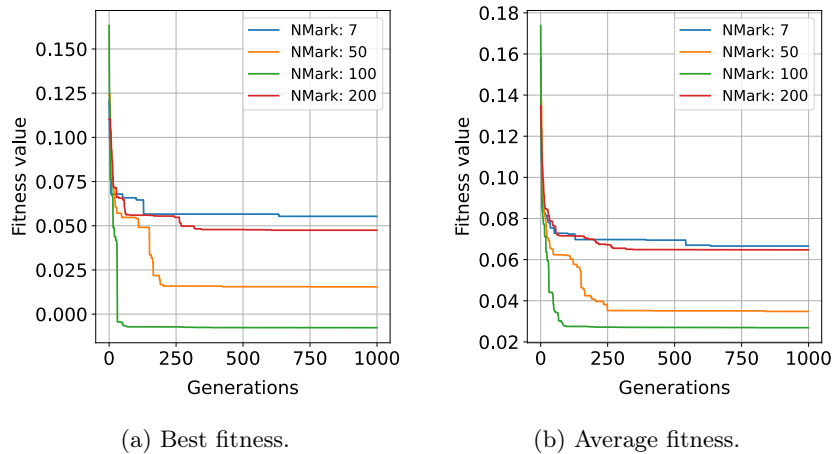 0.150
0.125
0.100
0.075
0.050
0.025
0.000
Fitness value
NMark: 7
NMark: 50
NMark: 100
NMark: 200
0 250 500 750 1000
Generations
(a) Best fitness.
0.18
0.16
0.14
0.12
0.10
0.08
0.06
0.04
0.02
Fitness value
NMark: 7
NMark: 50
NMark: 100
NMark: 200
0 250 500 750 1000
Generations
(b) Average fitness.